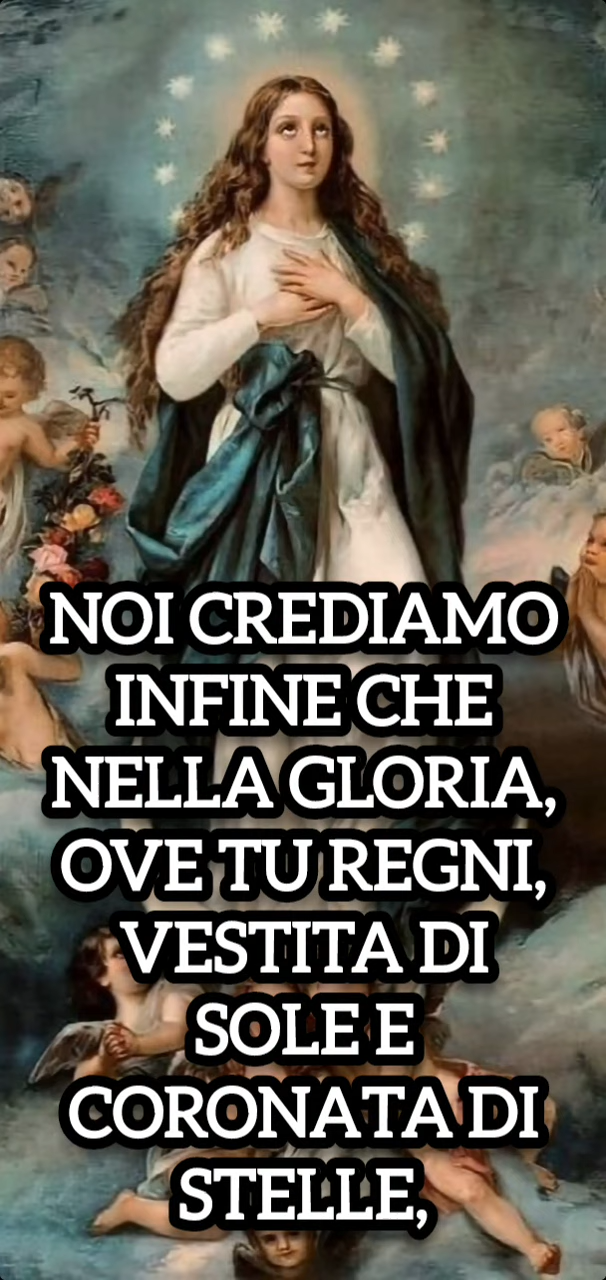 NOI CREDIAMO
INFINE CHE
NELLA GLORIA,
OVE TU REGNI,
VESTITA DI
SOLE E
CORONATA DI
STELLE,